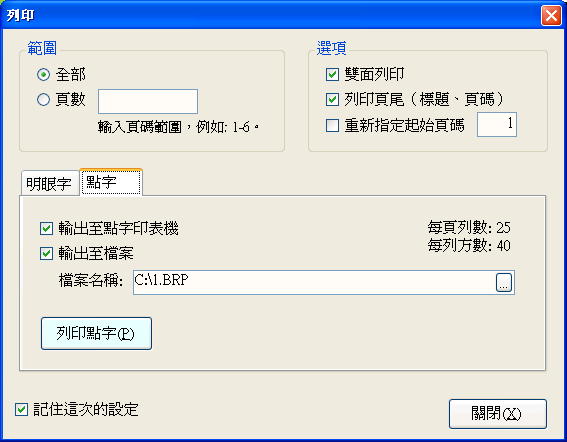 列印
範圍
全部
頁數
輸入頁碼範圍，例如: 1-6。
選項
雙面列印
列印頁尾（標題、頁碼）
重新指定起始頁碼 1
明眼字 點字
輸出至點字印表機
輸出至檔案
每頁列數: 25
每列方數: 40
檔案名稱: C:\1.BRP ...
列印點字(P)
記住這次的設定
關閉(X)